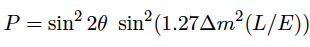 P = sin² 2θ sin²(1.27Δm²(L/E))